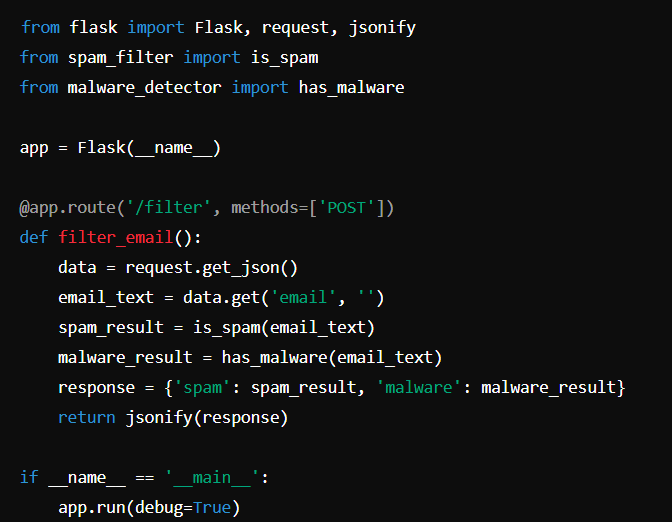 from flask import Flask, request, jsonify
from spam_filter import is_spam
from malware_detector import has_malware

app = Flask(__name__)

@app.route('/filter', methods=['POST'])
def filter_email():
    data = request.get_json()
    email_text = data.get('email', '')
    spam_result = is_spam(email_text)
    malware_result = has_malware(email_text)
    response = {'spam': spam_result, 'malware': malware_result}
    return jsonify(response)

if __name__ == '__main__':
    app.run(debug=True)